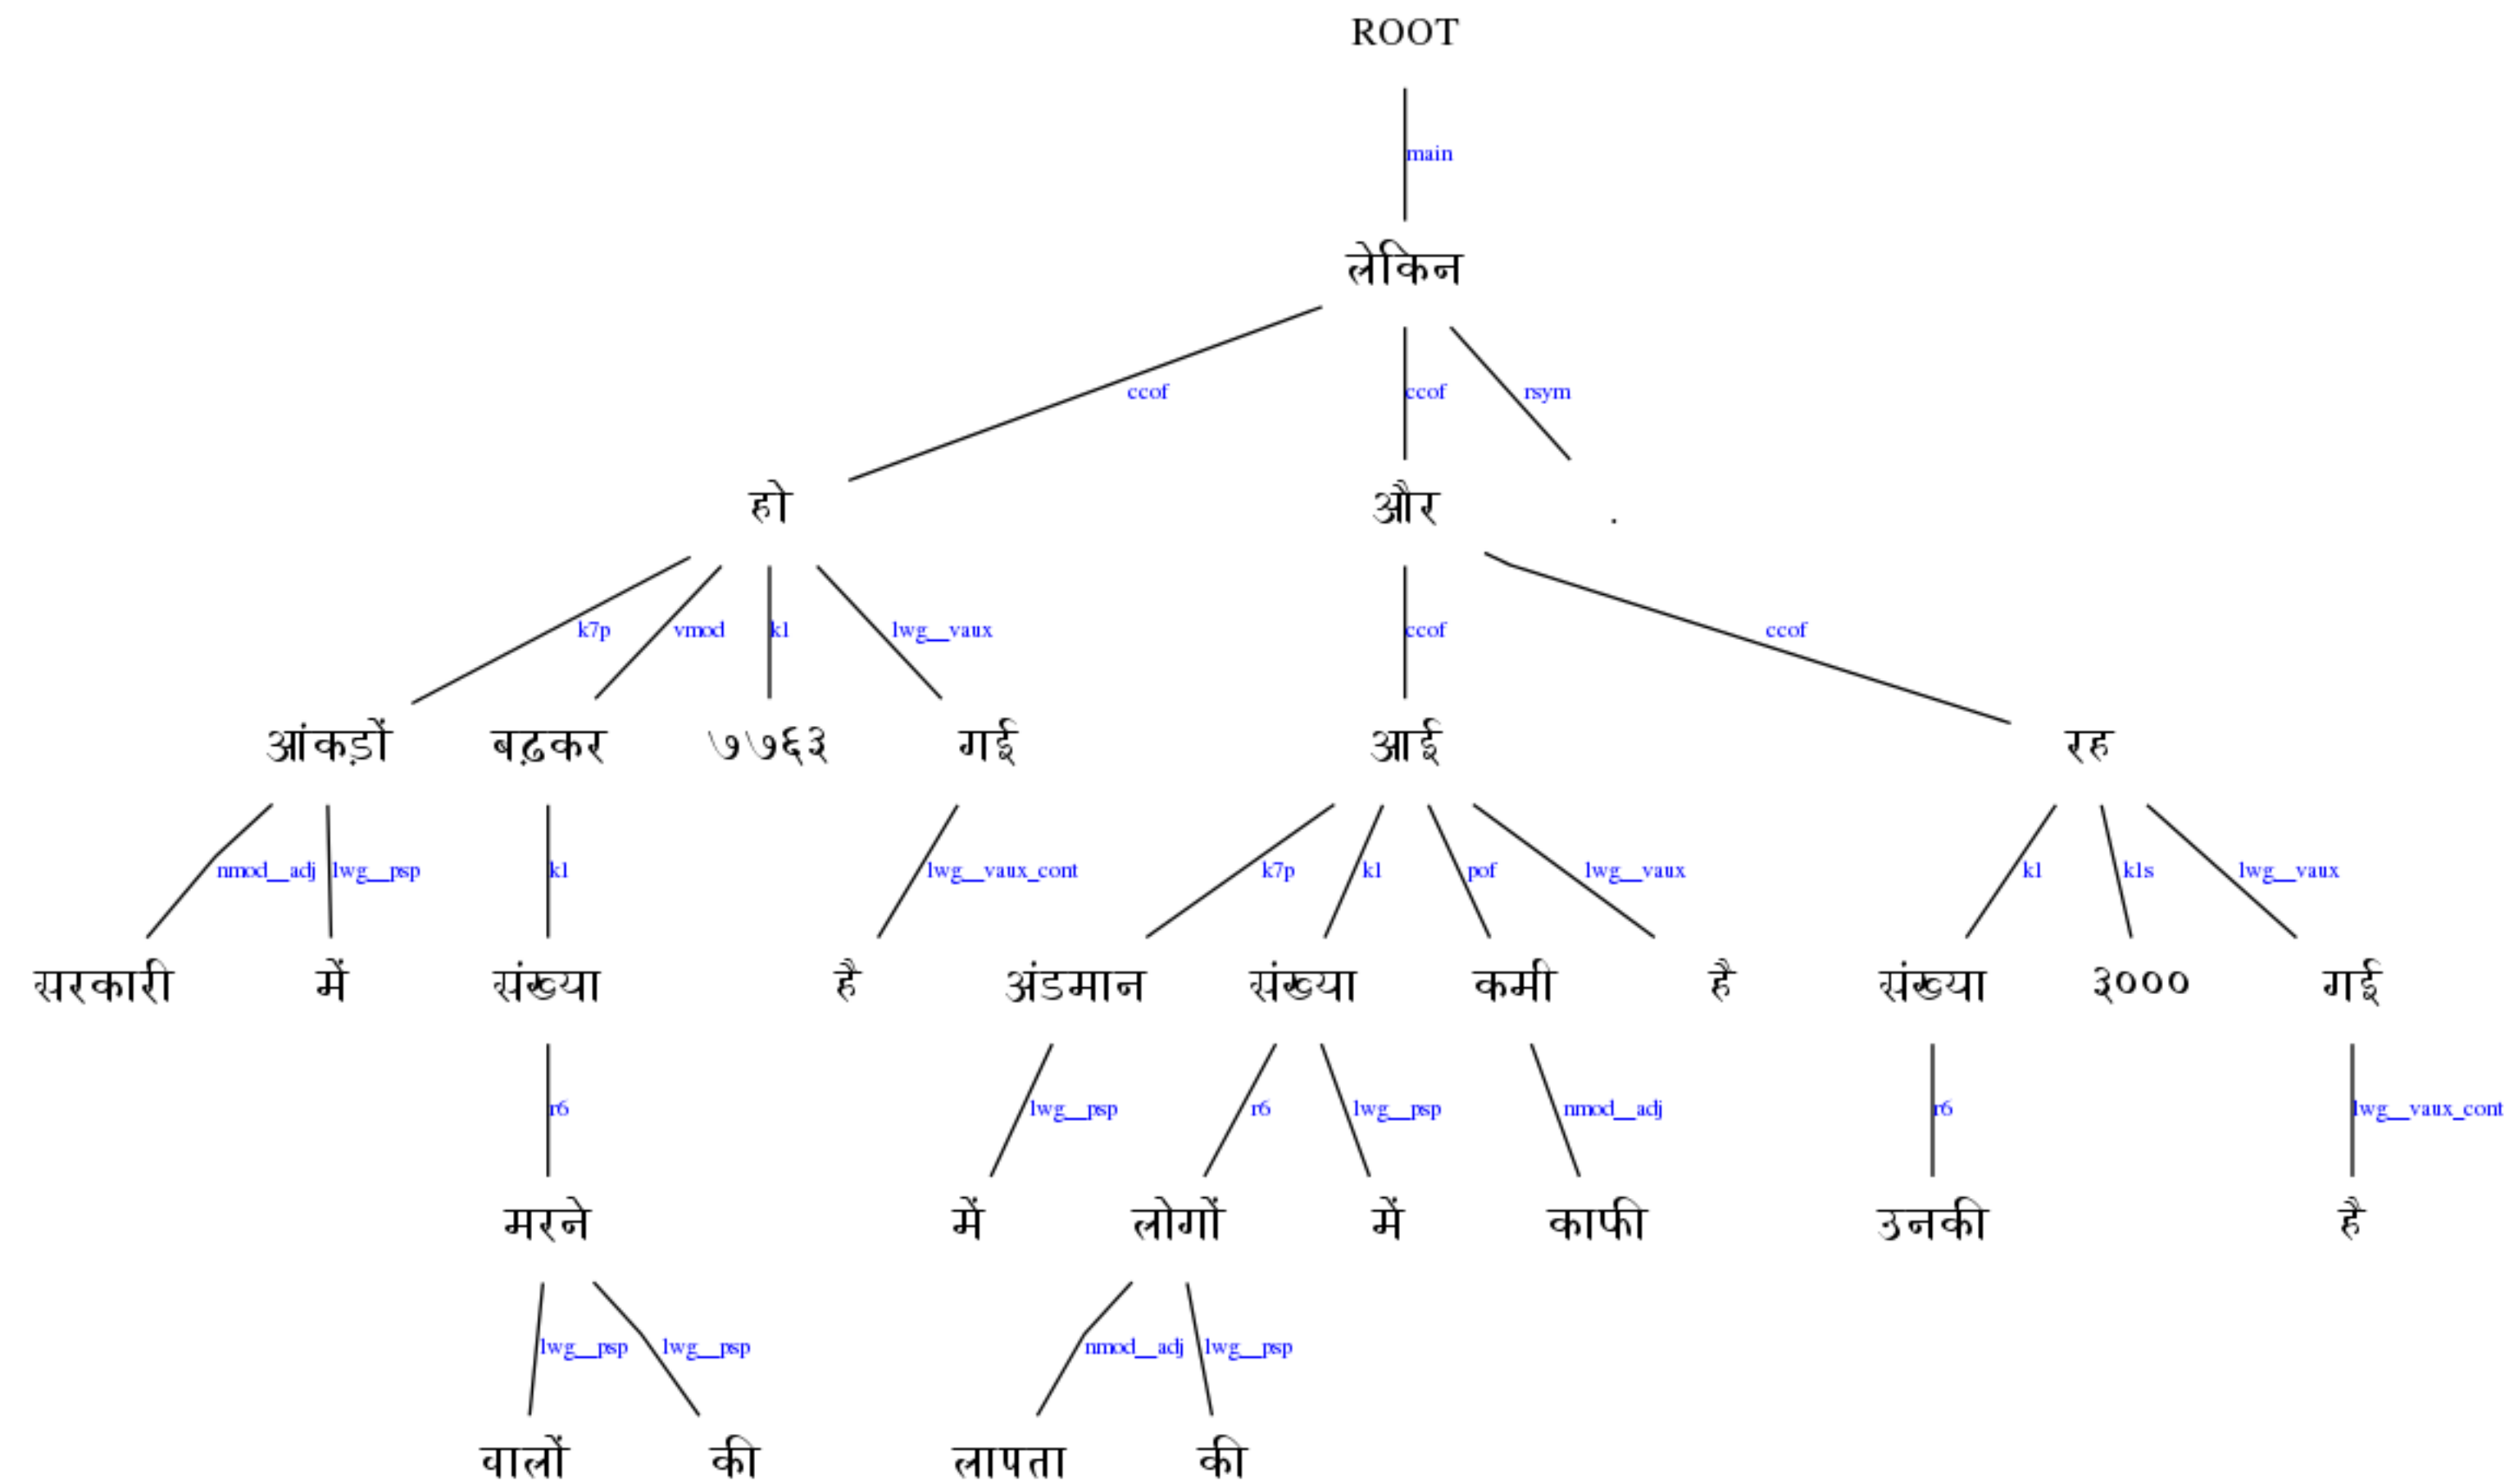 ROOT
main
लेकिन
ccof ccof rsym
हो और .
k7p vmod k1 lwg__vaux ccof ccof
आंकड़ों बढ़कर ७७६३ गई आई रह
nmod__adj lwg__psp k1 lwg__vaux_cont k7p k1 pof lwg__vaux k1 k1s lwg__vaux
सरकारी में संख्या है अंडमान संख्या कमी है संख्या ३००० गई
r6 lwg__psp r6 lwg__psp nmod__adj r6 lwg__vaux_cont
मरने में लोगों में काफी उनकी है
lwg__psp lwg__psp nmod__adj lwg__psp
वालों की लापता की